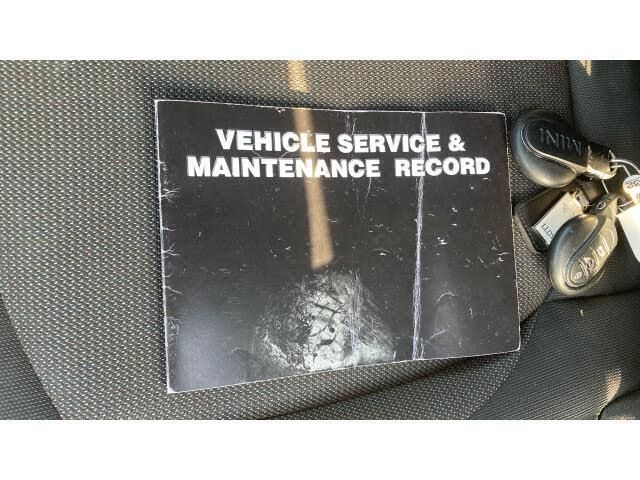 VEHICLE SERVICE &
MAINTENANCE RECORD
MINI